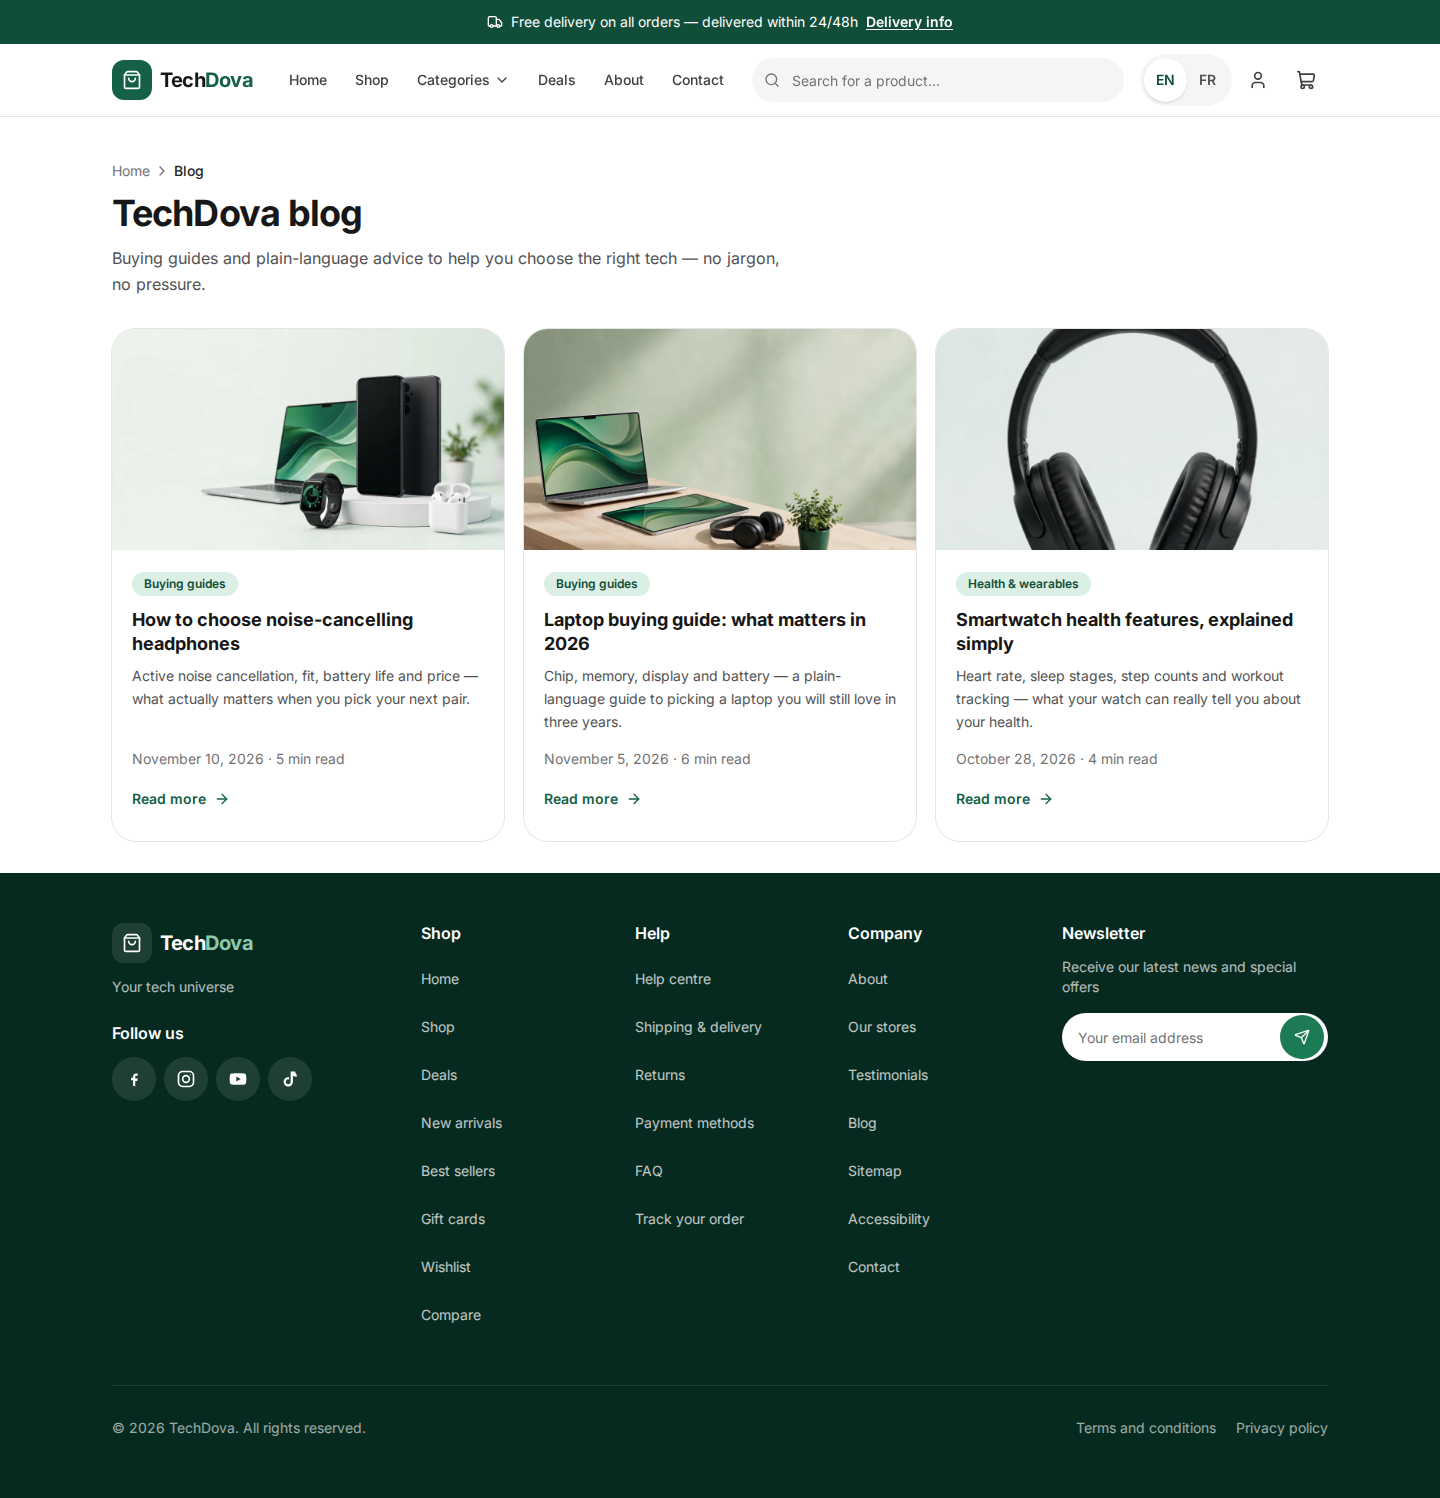 Free delivery on all orders — delivered within 24/48h Delivery info
TechDova
Home
Shop
Categories
Deals
About
Contact
Search for a product...
EN
FR
Home
Blog
TechDova blog
Buying guides and plain-language advice to help you choose the right tech — no jargon,
no pressure.
Buying guides
How to choose noise-cancelling
headphones
Active noise cancellation, fit, battery life and price —
what actually matters when you pick your next pair.
November 10, 2026 · 5 min read
Read more
Buying guides
Laptop buying guide: what matters in
2026
Chip, memory, display and battery — a plain-
language guide to picking a laptop you will still love in
three years.
November 5, 2026 · 6 min read
Read more
Health & wearables
Smartwatch health features, explained
simply
Heart rate, sleep stages, step counts and workout
tracking — what your watch can really tell you about
your health.
October 28, 2026 · 4 min read
Read more
TechDova
Your tech universe
Follow us
Shop
Home
Shop
Deals
New arrivals
Best sellers
Gift cards
Wishlist
Compare
Help
Help centre
Shipping & delivery
Returns
Payment methods
FAQ
Track your order
Company
About
Our stores
Testimonials
Blog
Sitemap
Accessibility
Contact
Newsletter
Receive our latest news and special
offers
Your email address
© 2026 TechDova. All rights reserved.
Terms and conditions
Privacy policy